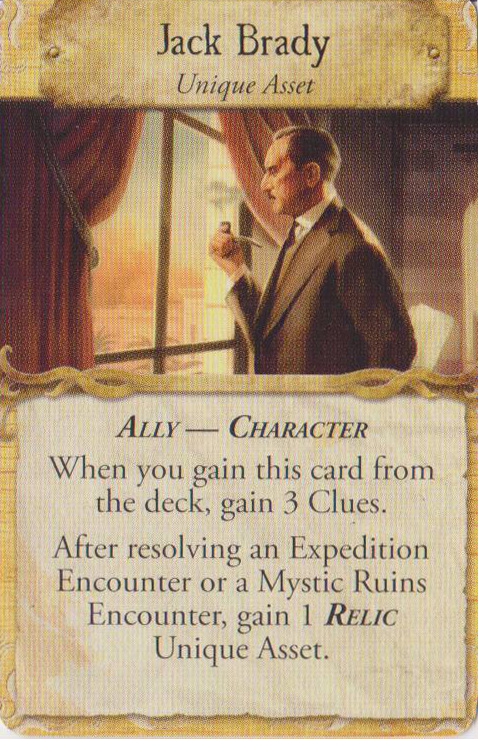 Jack Brady
Unique Asset
Ally — Character
When you gain this card from
the deck, gain 3 Clues.
After resolving an Expedition
Encounter or a Mystic Ruins
Encounter, gain 1 Relic
Unique Asset.